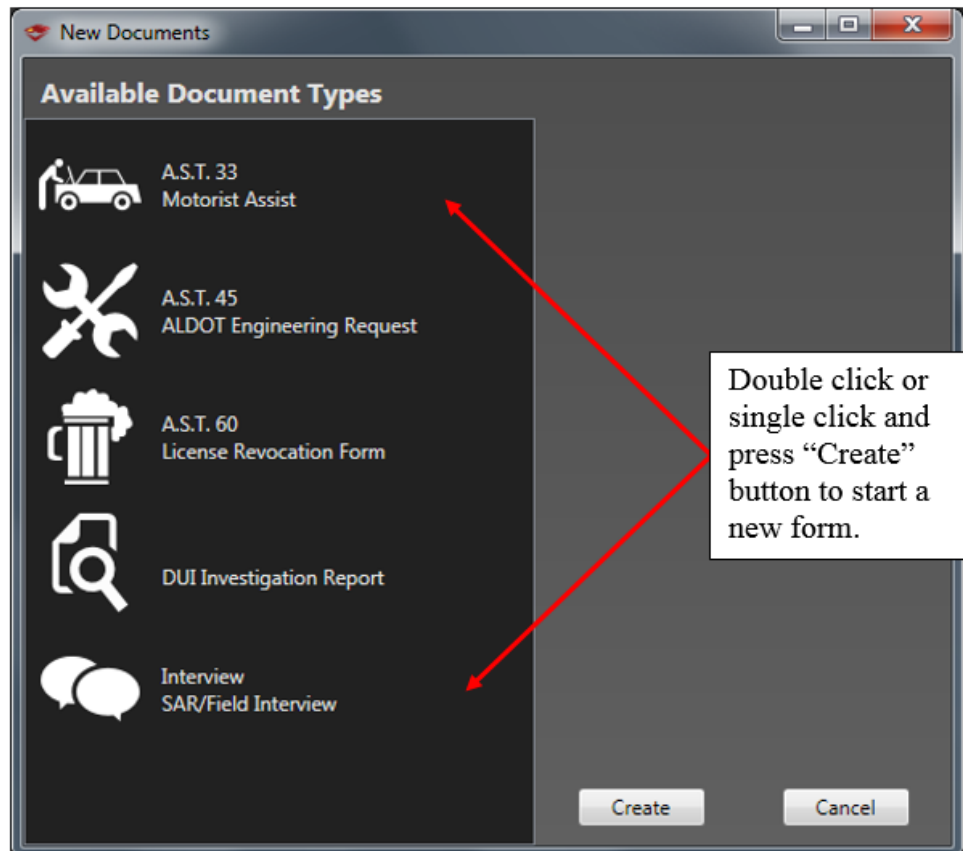 New Documents
Available Document Types
A.S.T. 33
Motorist Assist
A.S.T. 45
ALDOT Engineering Request
A.S.T. 60
License Revocation Form
DUI Investigation Report
Interview
SAR/Field Interview
Double click or
single click and
press “Create”
button to start a
new form.
Create
Cancel